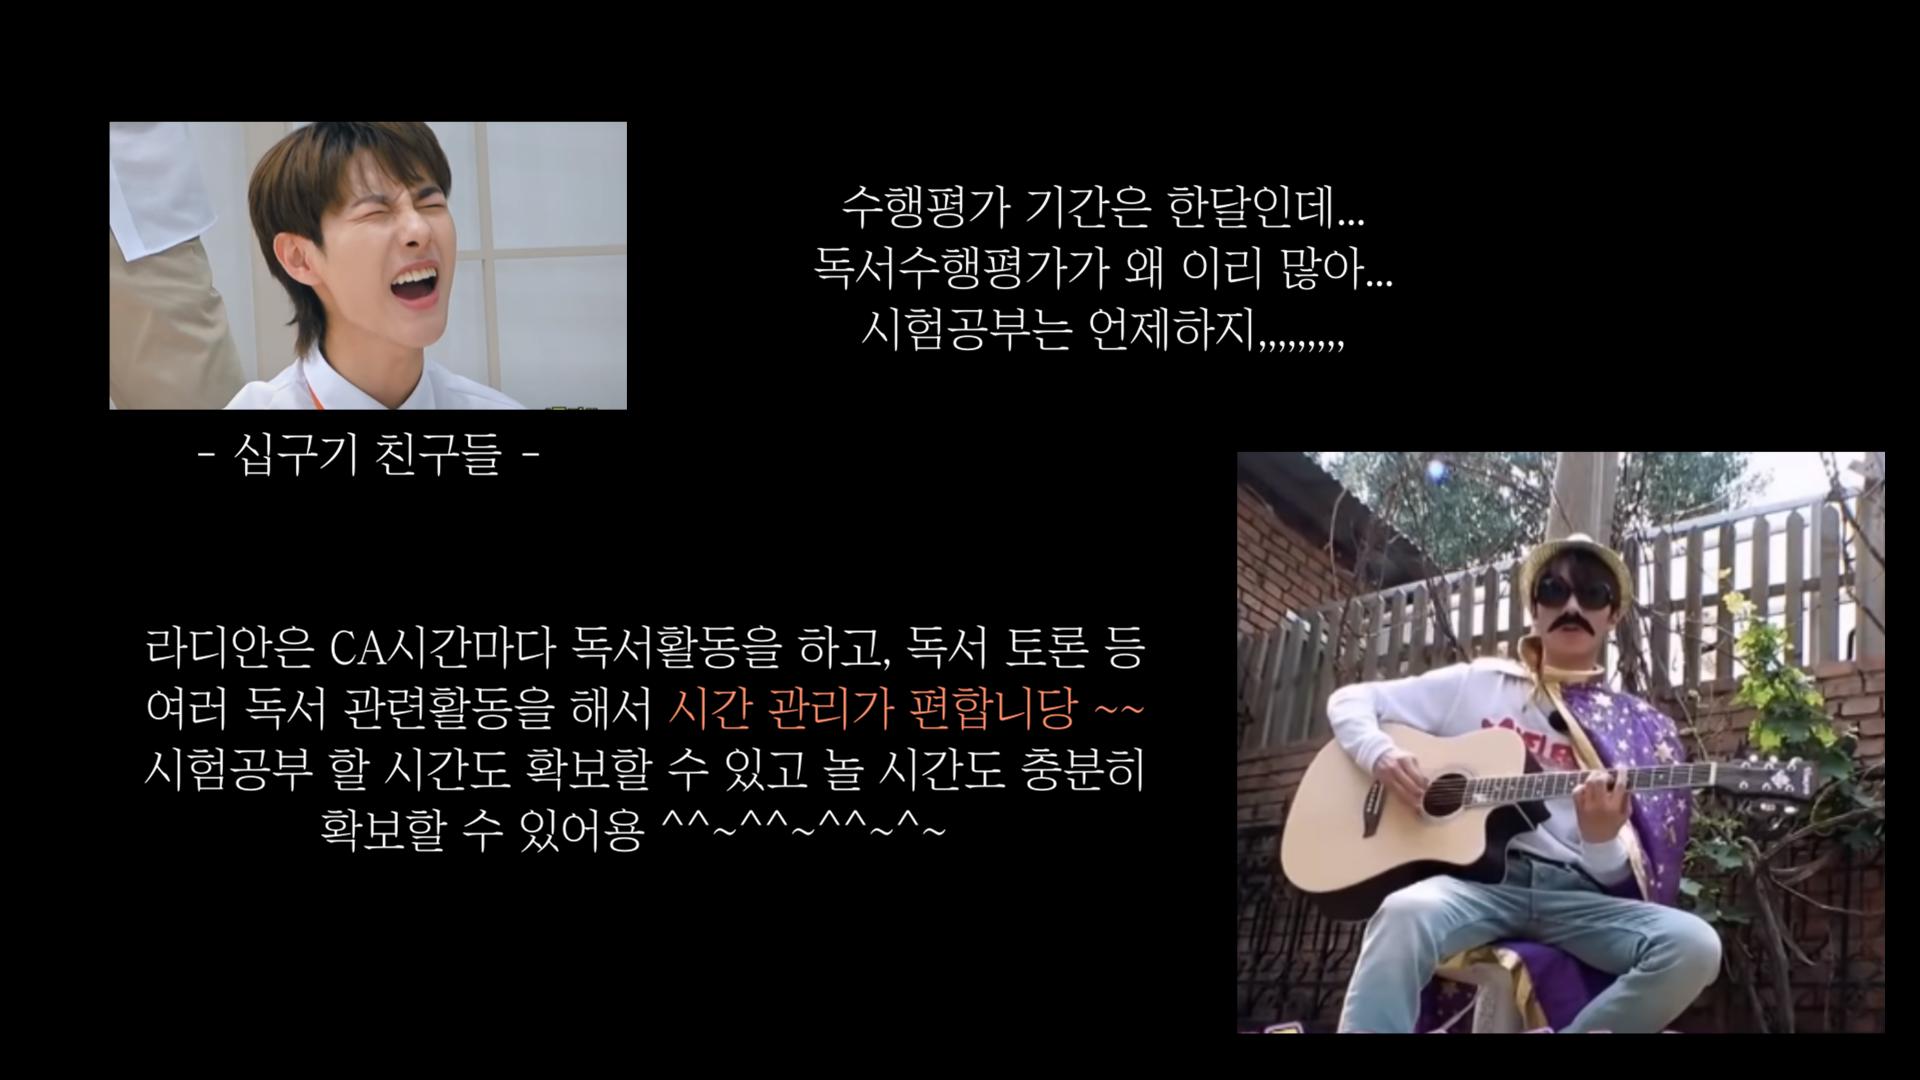 수행평가 기간은 한달인데...
독서수행평가가 왜 이리 많아...
시험공부는 언제하지,,,,,,,,,
- 십구기 친구들 -
라디안은 CA시간마다 독서활동을 하고, 독서 토론 등
여러 독서 관련활동을 해서 시간 관리가 편합니당 ~~
시험공부 할 시간도 확보할 수 있고 놀 시간도 충분히
확보할 수 있어용 ^^~^^~^^~^~